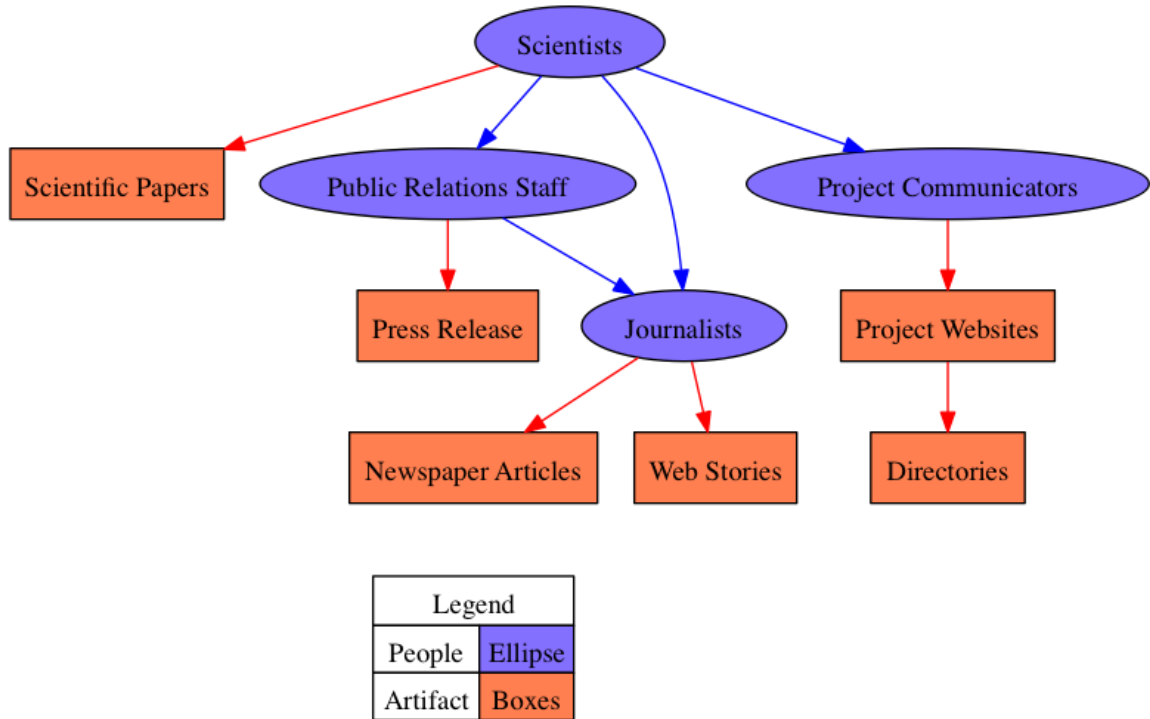 Scientists
Scientific Papers
Public Relations Staff
Project Communicators
Press Release
Journalists
Project Websites
Newspaper Articles
Web Stories
Directories
Legend
People Ellipse
Artifact Boxes